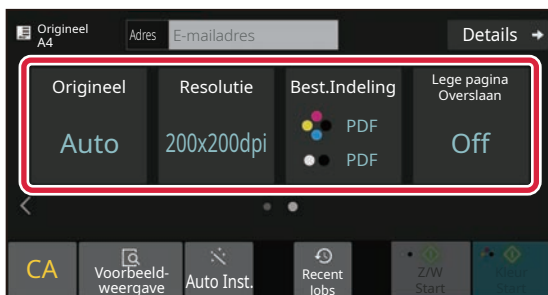 Origineel
A4
Adres
E-mailadres
Details
Origineel
Auto
Resolutie
200x200dpi
Best.Indeling
PDF
PDF
Lege pagina
Overslaan
Off
CA
Voorbeeld-
weergave
Auto Inst.
Recent
Jobs
Z/W
Start
Kleur
Start